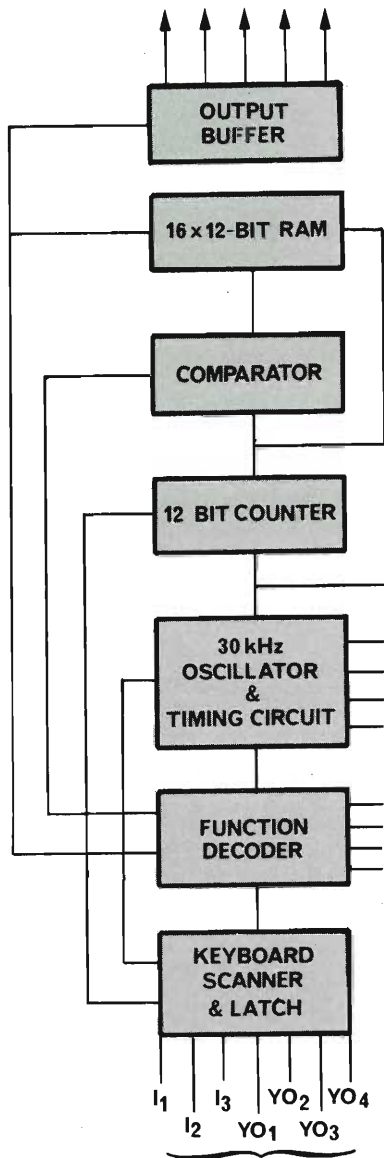 OUTPUT
BUFFER
16 x 12-BIT RAM
COMPARATOR
12 BIT COUNTER
30 kHz
OSCILLATOR
&
TIMING CIRCUIT
FUNCTION
DECODER
KEYBOARD
SCANNER
& LATCH
I1 I2 I3 YO1 YO2 YO3 YO4